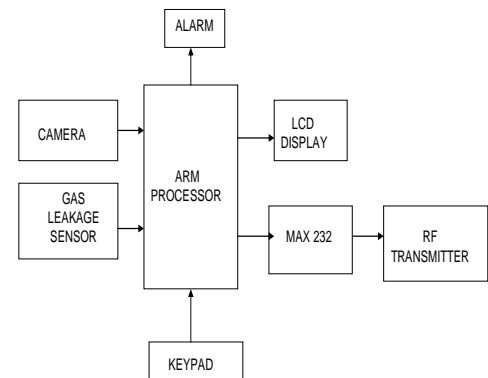 ALARM
CAMERA
LCD
DISPLAY
ARM
PROCESSOR
GAS
LEAKAGE
SENSOR
MAX 232
RF
TRANSMITTER
KEYPAD